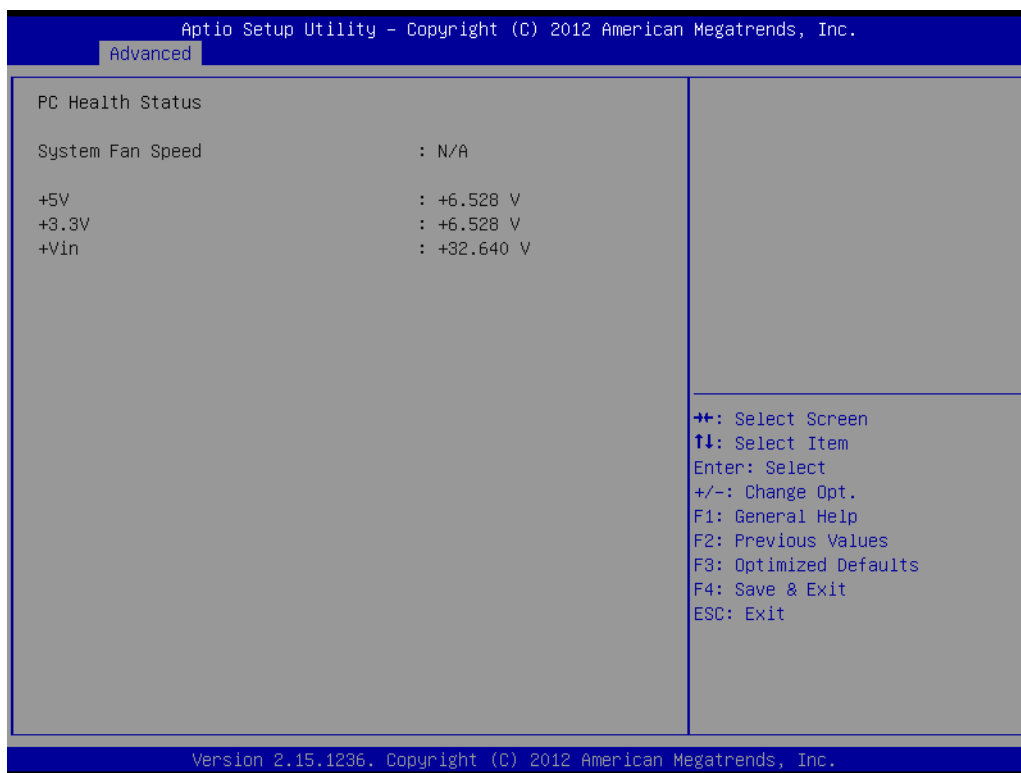 Aptio Setup Utility – Copyright (C) 2012 American Megatrends, Inc.
Advanced
PC Health Status
System Fan Speed : N/A
+5V : +6.528 V
+3.3V : +6.528 V
+Vin : +32.640 V
→←: Select Screen
↑↓: Select Item
Enter: Select
+/-: Change Opt.
F1: General Help
F2: Previous Values
F3: Optimized Defaults
F4: Save & Exit
ESC: Exit
Version 2.15.1236. Copyright (C) 2012 American Megatrends, Inc.